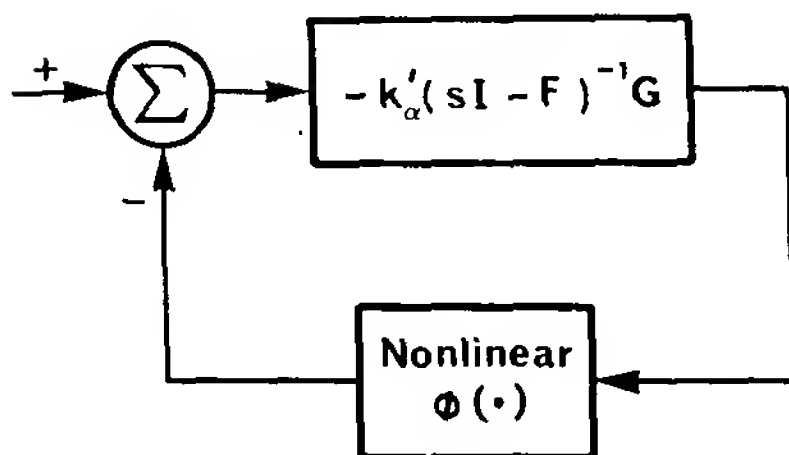 +
Σ
- k′α(sI - F)⁻¹G
−
Nonlinear
Φ(·)